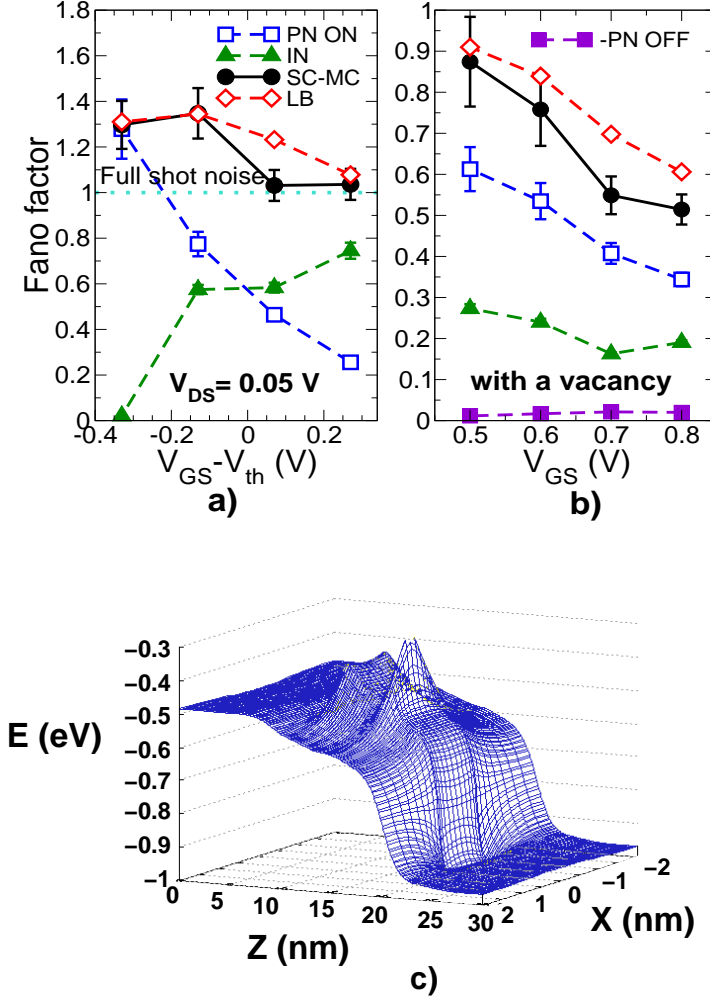 1.8
1.6
1.4
1.2
1
0.8
0.6
0.4
0.2
0
Fano factor
PN ON
IN
SC-MC
LB
Full shot noise
V_DS= 0.05 V
-0.4 -0.2 0 0.2
V_GS-V_th (V)
a)
1
0.9
0.8
0.7
0.6
0.5
0.4
0.3
0.2
0.1
0
-PN OFF
with a vacancy
0.5 0.6 0.7 0.8
V_GS (V)
b)
−0.3
−0.4
−0.5
−0.6
−0.7
−0.8
−0.9
−1
E (eV)
0 5 10 15 20 25 30
Z (nm)
−2
−1
0
1
2
X (nm)
c)